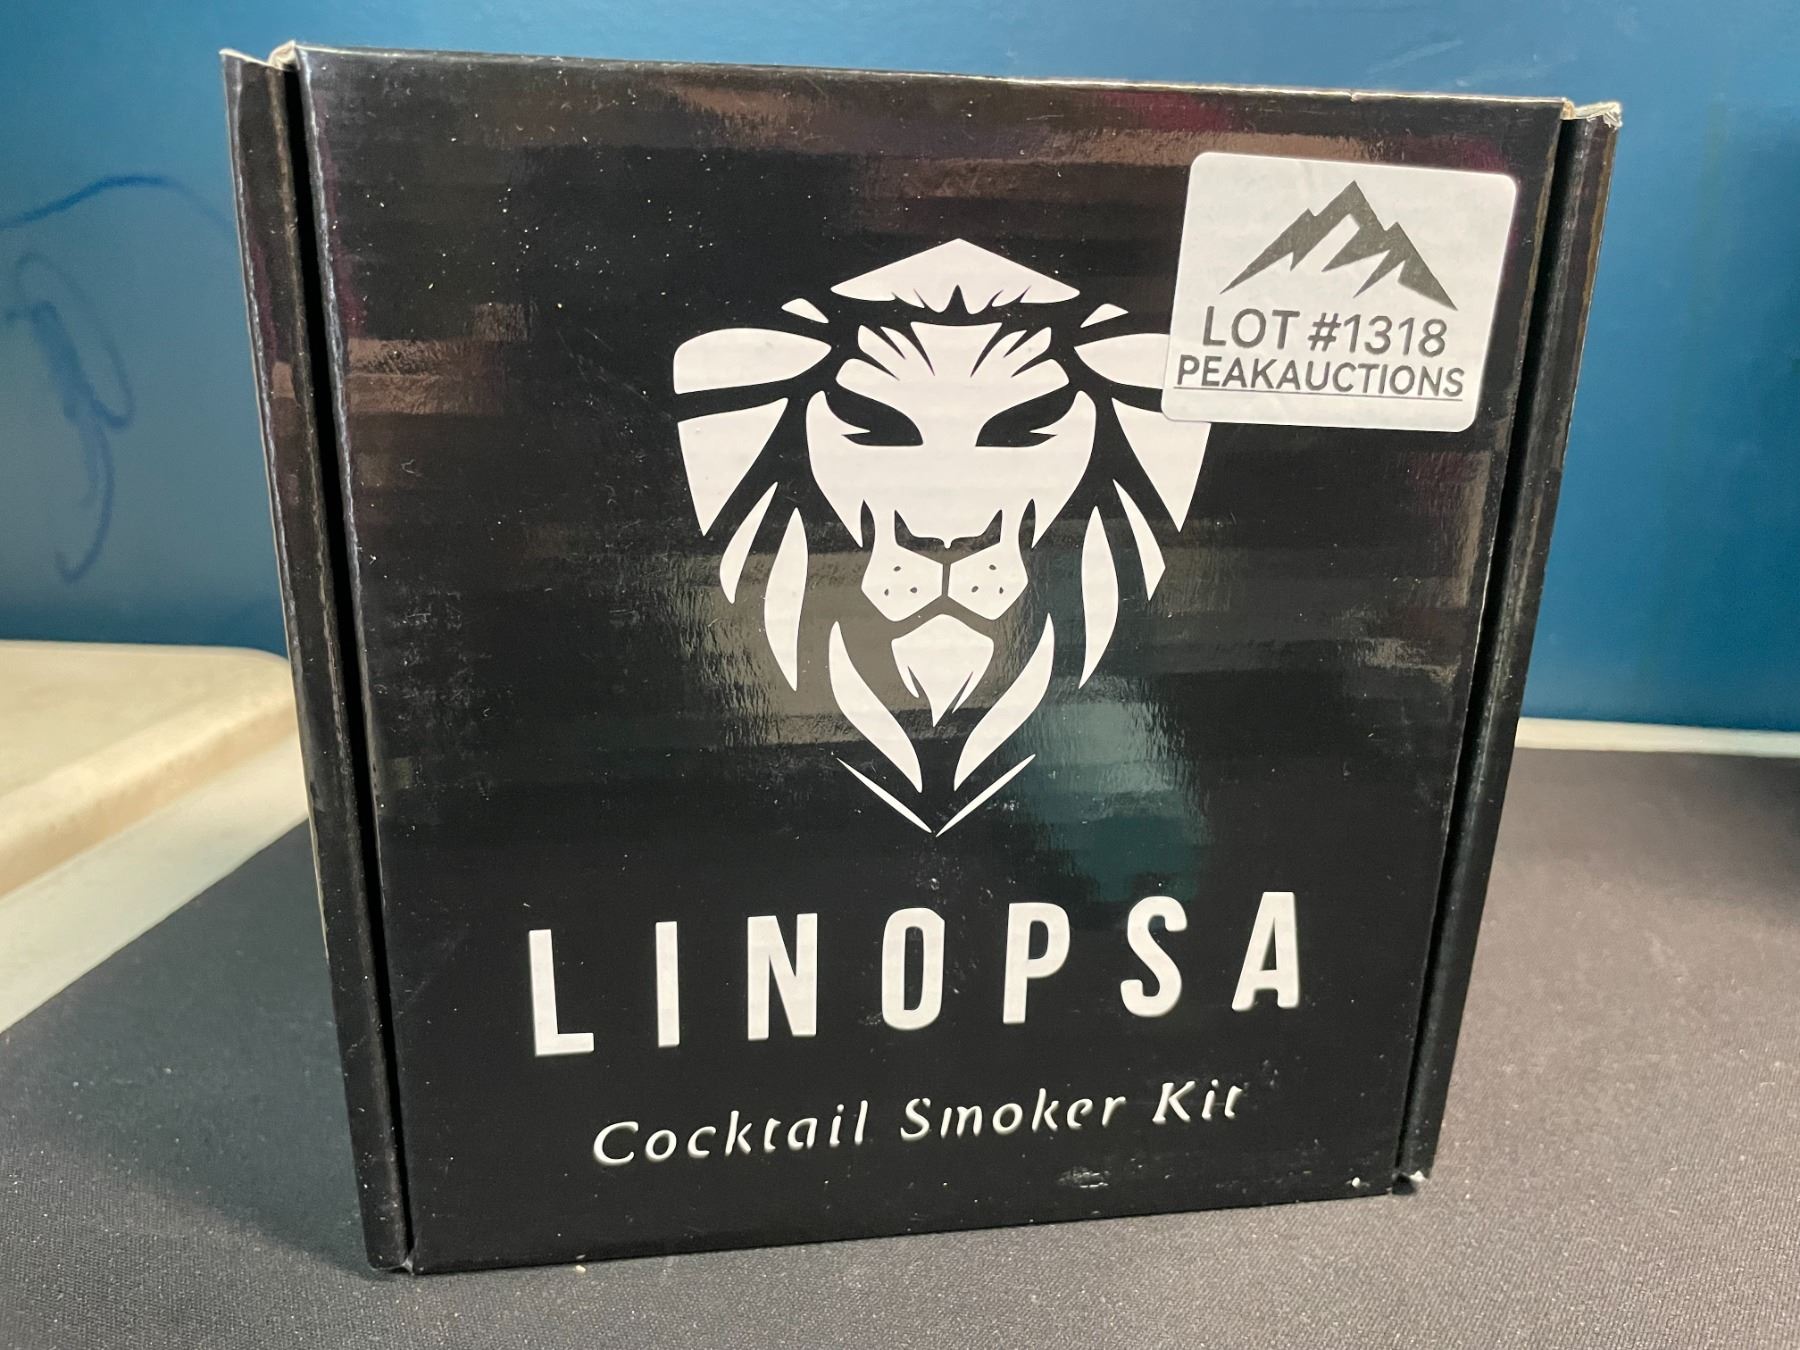 LOT #1318
PEAKAUCTIONS
LINOPSA
Cocktail Smoker Kit